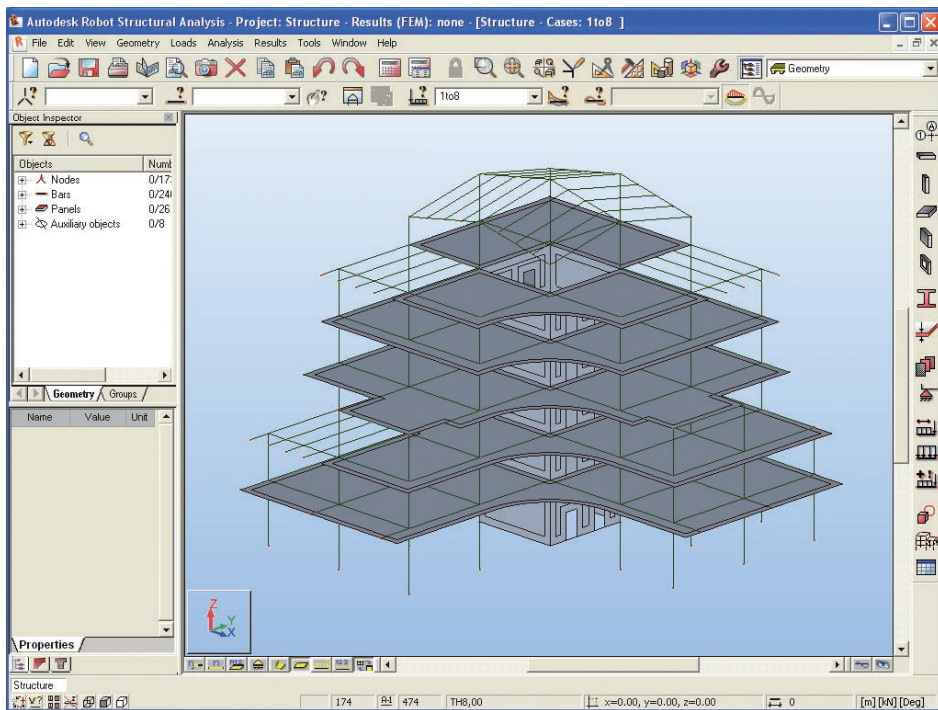 Autodesk Robot Structural Analysis - Project: Structure - Results (FEM): none - [Structure - Cases: 1to8 ]
File Edit View Geometry Loads Analysis Results Tools Window Help
Geometry
1to8
Object Inspector
Objects Numb
Nodes 0/17
Bars 0/24
Panels 0/26
Auxiliary objects 0/8
Geometry Groups
Name Value Unit
Z
Y
X
Properties
Structure
174 474 TH8,00 x=0.00, y=0.00, z=0.00 0 [m] [kN] [Deg]